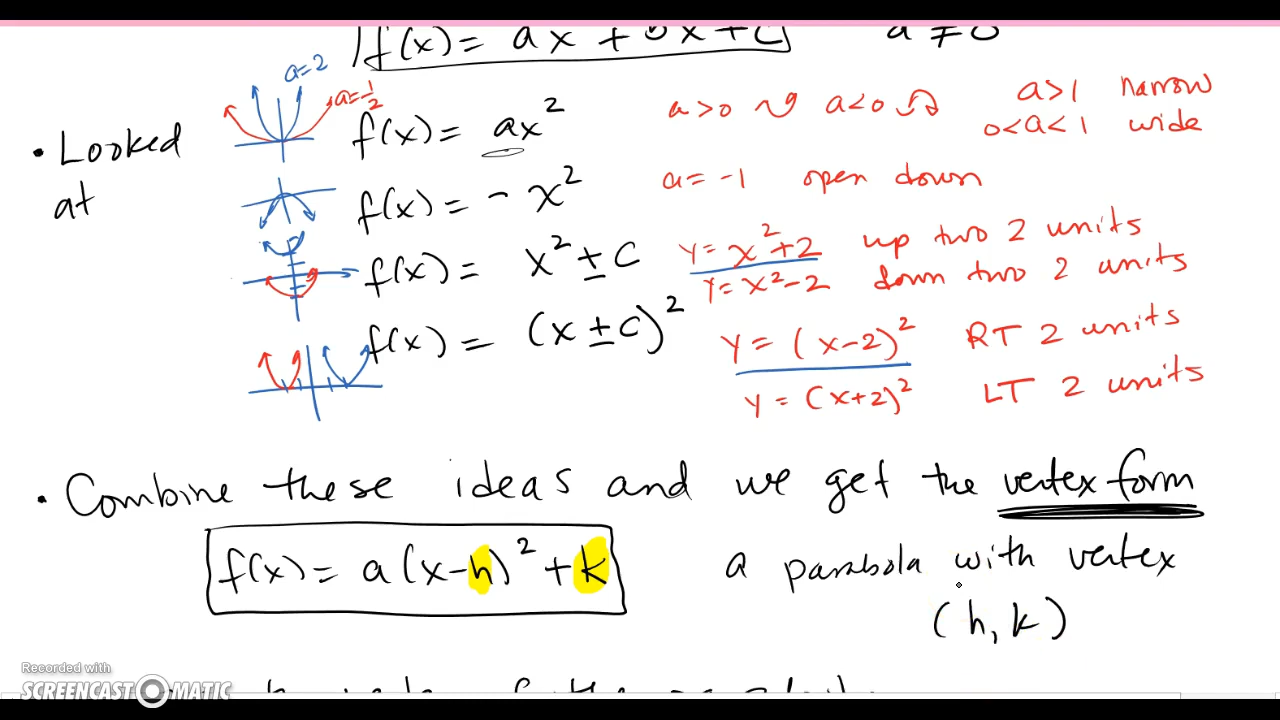 f(x) = ax + bx + c a ≠ 0
a=2
a=1/2
• Looked at
f(x) = ax² a>0 a<0 a>1 narrow
0<a<1 wide
f(x) = - x² a = -1 open down
f(x) = x² ± c y = x²+2 up two 2 units
y = x²-2 down two 2 units
f(x) = (x ± c)² y = (x-2)² RT 2 units
y = (x+2)² LT 2 units
• Combine these ideas and we get the vertex form
f(x) = a(x-h)² + k a parabola with vertex
(h, k)
Recorded with
SCREENCAST-O-MATIC